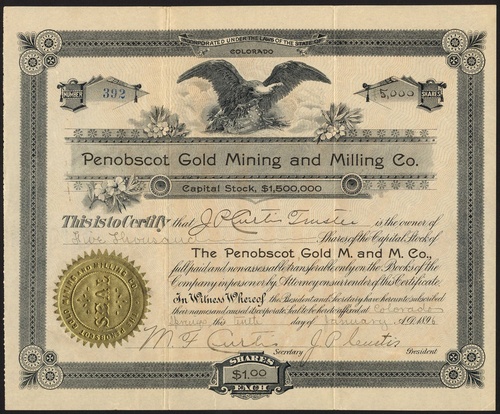 INCORPORATED UNDER THE LAWS OF THE STATE OF
COLORADO
NUMBER 392
5,000 SHARES
Penobscot Gold Mining and Milling Co.
Capital Stock, $1,500,000
This is to Certify that J P Curtis Trustee is the owner of
Five Thousand Shares of the Capital Stock of
The Penobscot Gold M. and M. Co.,
full paid and non assessable transferable only on the Books of the
Company in person or by Attorney on surrender of this Certificate.
In Witness Whereof the President and Secretary have hereunto subscribed
their names and caused the corporate Seal to be hereto affixed at Colorado
Springs this Tenth day of January A.D. 1896
M F Curtis Secretary J P Curtis President
SEAL
SHARES
$1.00
EACH